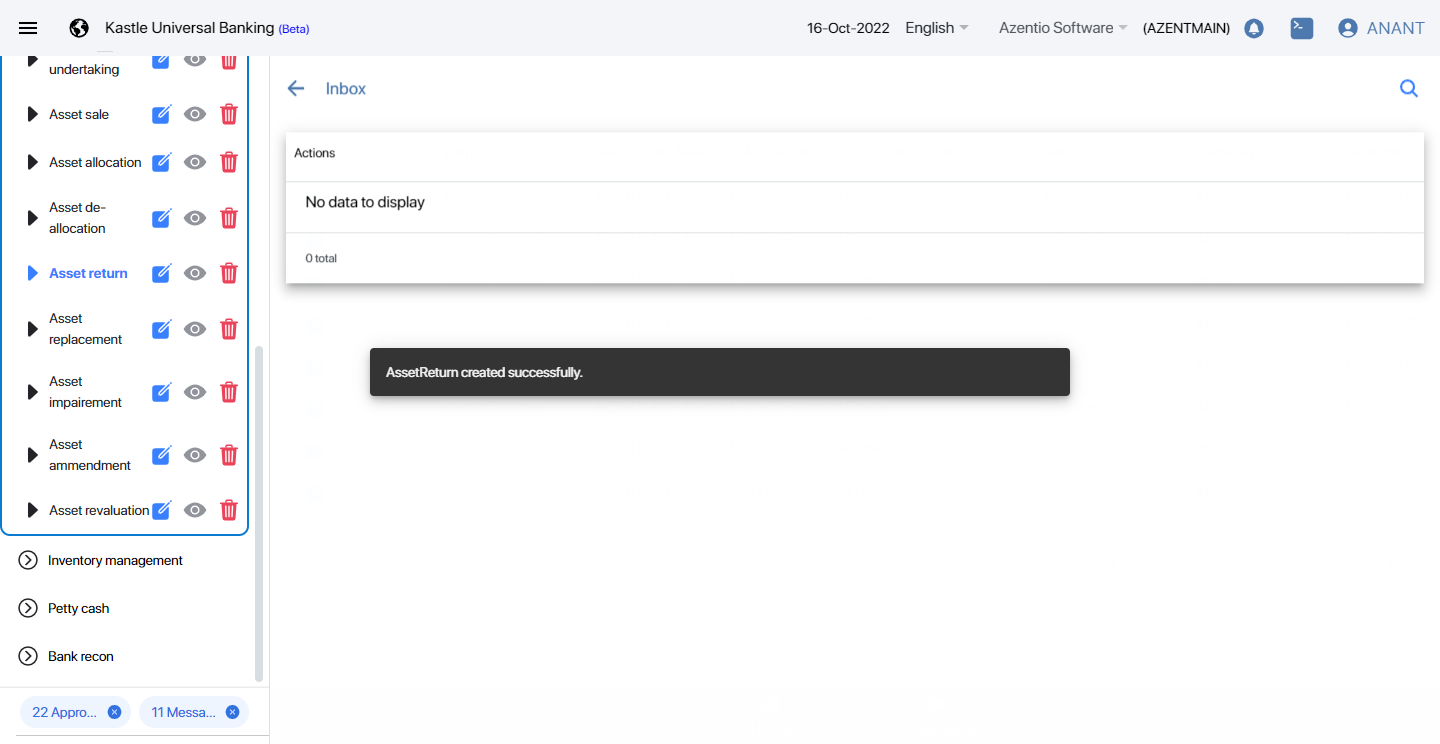 Kastle Universal Banking (Beta)
16-Oct-2022 English Azentio Software (AZENTMAIN) ANANT
undertaking
Asset sale
Asset allocation
Asset de-
allocation
Asset return
Asset
replacement
Asset
impairement
Asset
ammendment
Asset revaluation
Inventory management
Petty cash
Bank recon
22 Appro...
11 Messa...
Inbox
Actions
No data to display
0 total
AssetReturn created successfully.